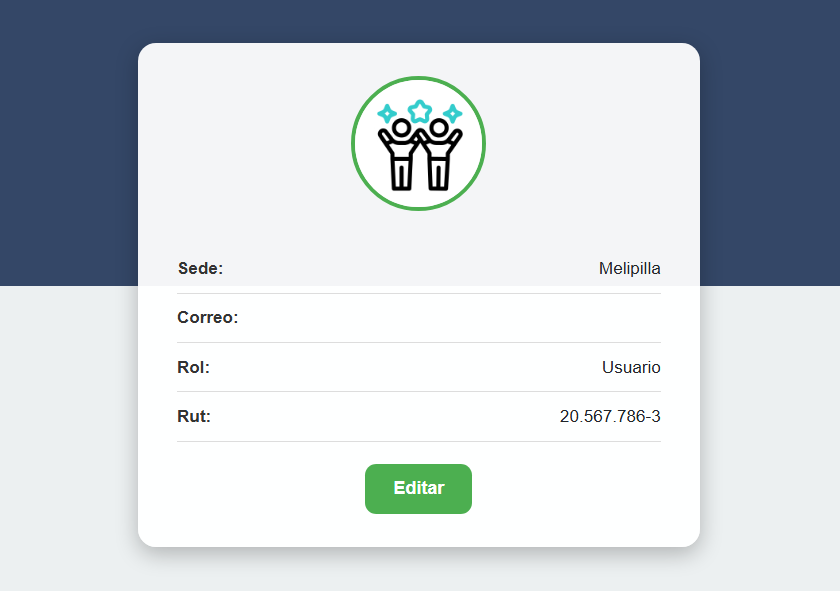 Sede: Melipilla
Correo:
Rol: Usuario
Rut: 20.567.786-3
Editar